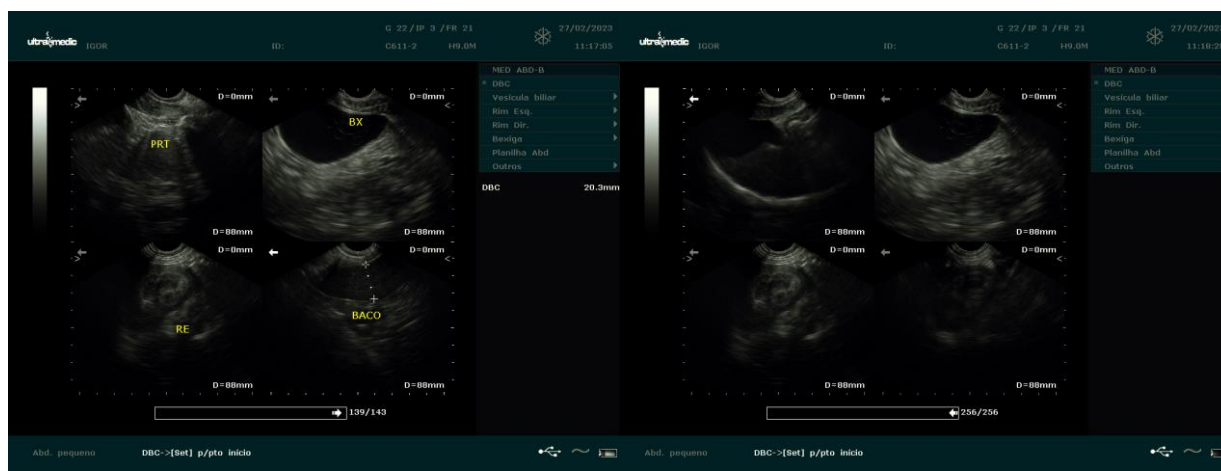 ultramedic IGOR ID: G 22/IP 3 /FR 21 27/02/2023
C611-2 H9.0M 11:17:05
MED ABD-B
DBC
Vesícula biliar
Rim Esq.
Rim Dir.
Bexiga
Planilha Abd
Outros
DBC 20.3mm
D=0mm D=0mm
PRT BX
D=88mm D=88mm
D=0mm D=0mm
RE BACO
D=88mm D=88mm
139/143
Abd. pequeno DBC->[Set] p/pto início
ultramedic IGOR ID: G 22/IP 3 /FR 21
C611-2 H9.0M
MED ABD-B
DBC
Vesícula biliar
Rim Esq.
Rim Dir.
Bexiga
Planilha Abd
Outros
D=0mm D=0mm
D=88mm D=88mm
D=0mm D=0mm
D=88mm D=88mm
256/256
Abd. pequeno DBC->[Set] p/pto início